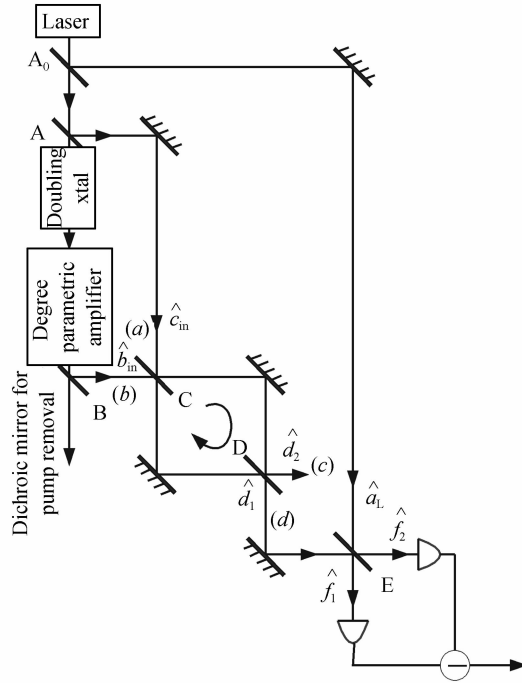 Laser
A₀
A
Doubling
xtal
Degree
parametric
amplifier
(a)
ĉin
b̂in
(b)
B
C
D
d̂₂
(c)
d̂₁
(d)
âL
f̂₂
E
f̂₁
Dichroic mirror for
pump removal